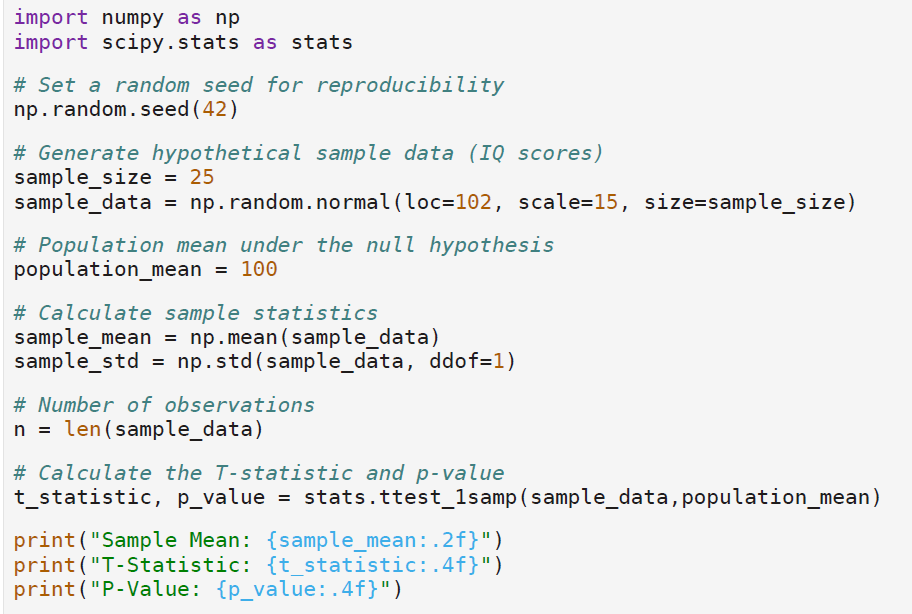 import numpy as np
import scipy.stats as stats
# Set a random seed for reproducibility
np.random.seed(42)
# Generate hypothetical sample data (IQ scores)
sample_size = 25
sample_data = np.random.normal(loc=102, scale=15, size=sample_size)
# Population mean under the null hypothesis
population_mean = 100
# Calculate sample statistics
sample_mean = np.mean(sample_data)
sample_std = np.std(sample_data, ddof=1)
# Number of observations
n = len(sample_data)
# Calculate the T-statistic and p-value
t_statistic, p_value = stats.ttest_1samp(sample_data,population_mean)
print("Sample Mean: {sample_mean:.2f}")
print("T-Statistic: {t_statistic:.4f}")
print("P-Value: {p_value:.4f}")